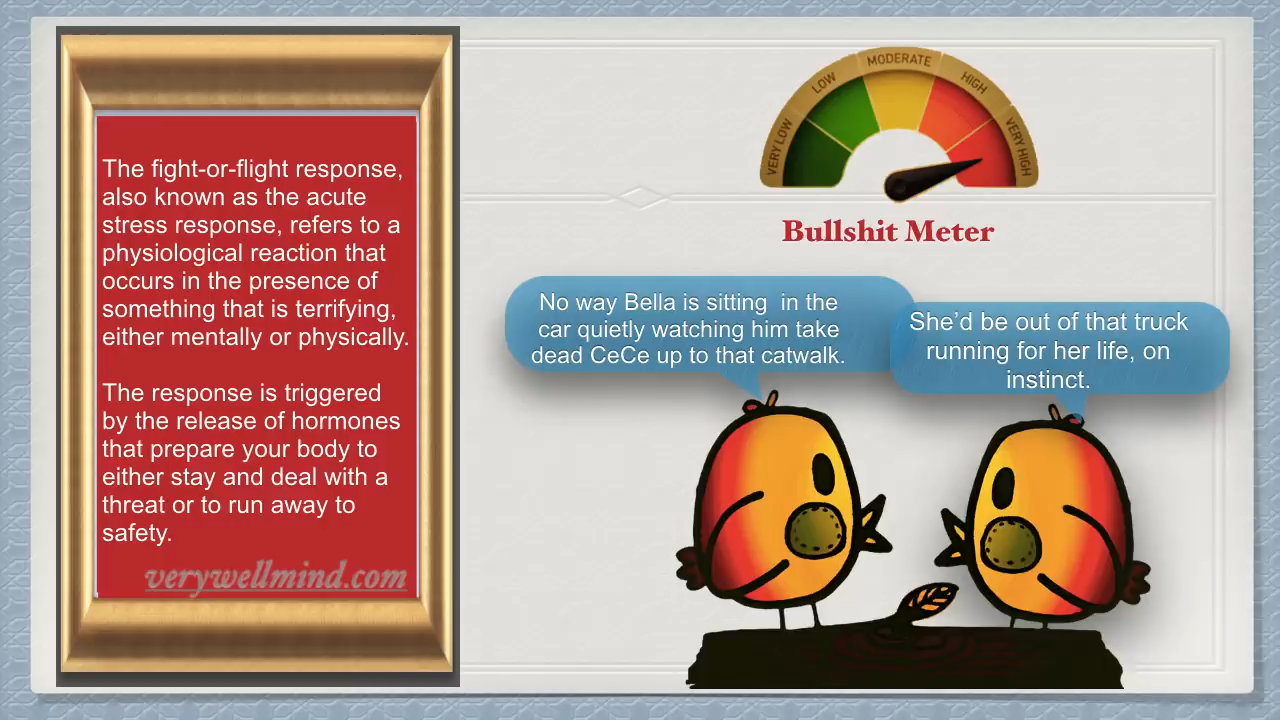 The fight-or-flight response,
also known as the acute
stress response, refers to a
physiological reaction that
occurs in the presence of
something that is terrifying,
either mentally or physically.
The response is triggered
by the release of hormones
that prepare your body to
either stay and deal with a
threat or to run away to
safety.
verywellmind.com
VERY LOW
LOW
MODERATE
HIGH
VERY HIGH
Bullshit Meter
No way Bella is sitting  in the
car quietly watching him take
dead CeCe up to that catwalk.
She’d be out of that truck
running for her life, on
instinct.